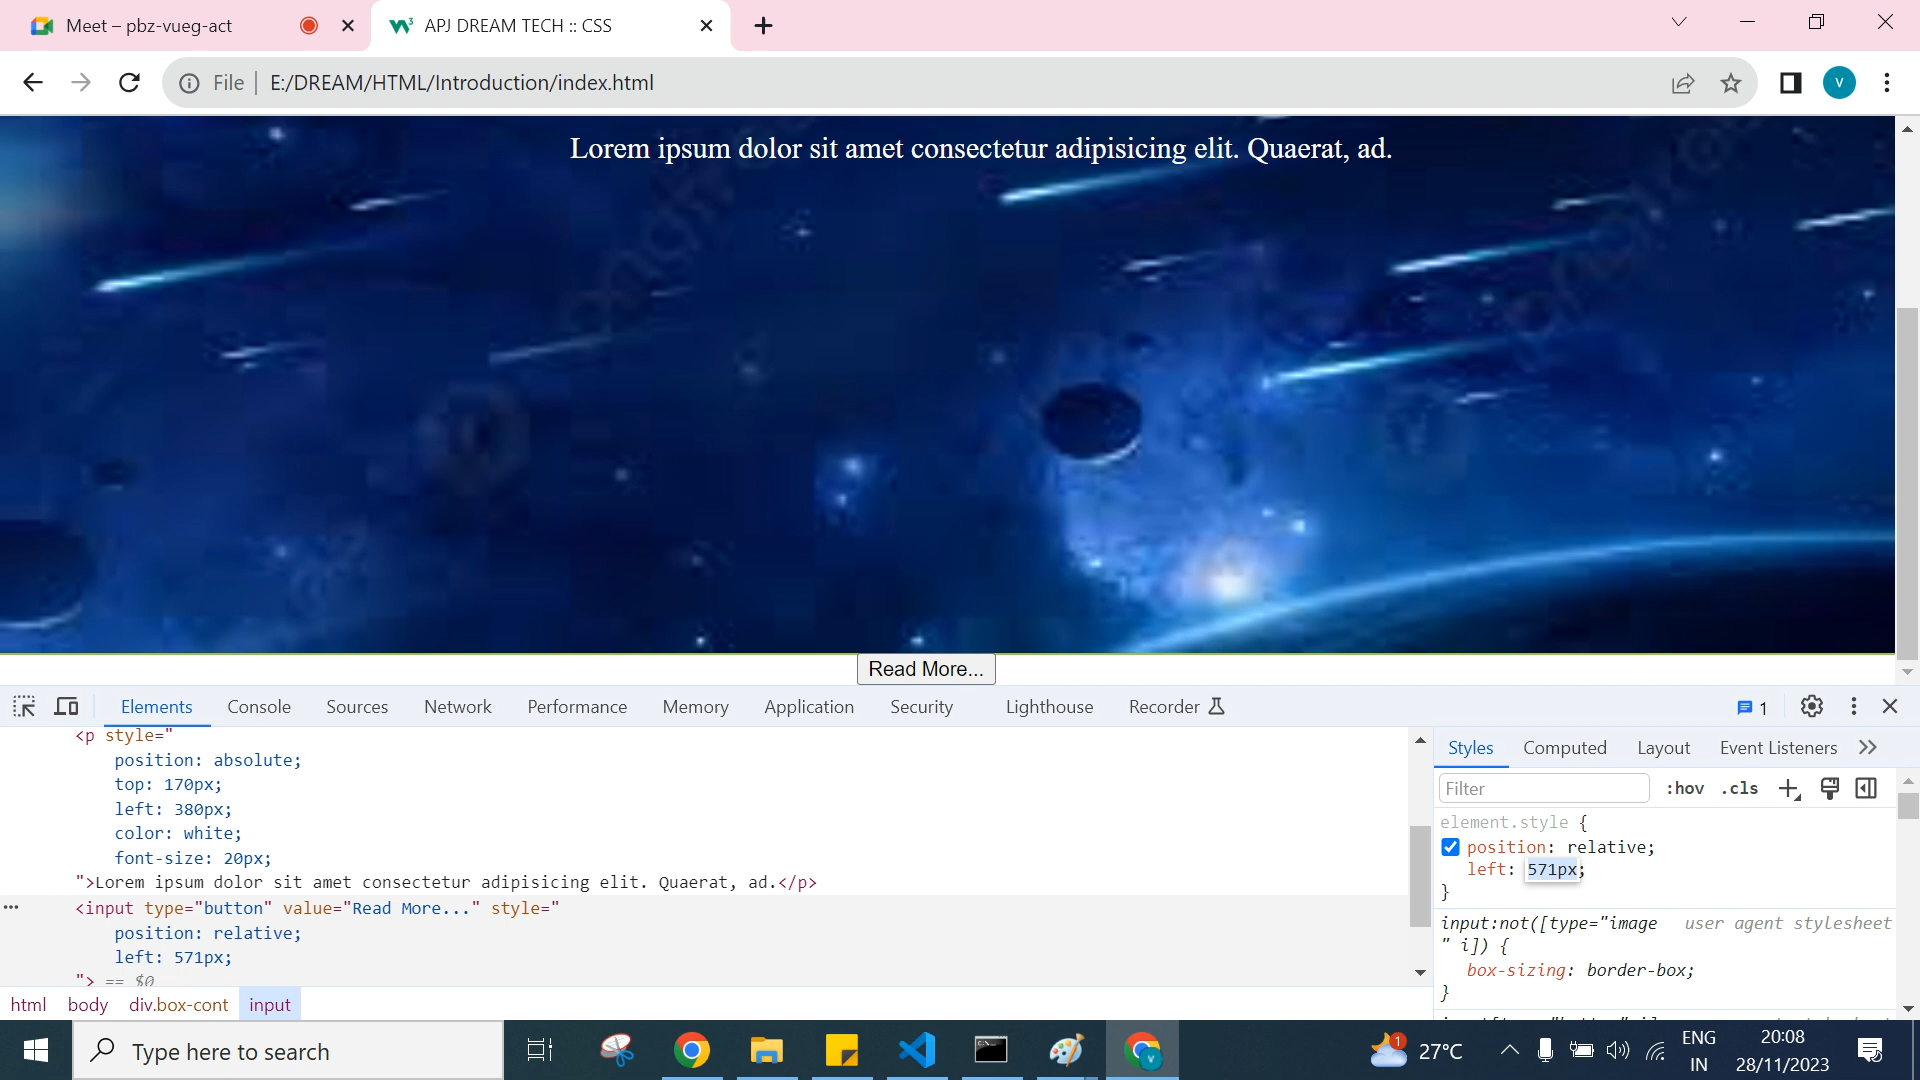 Meet – pbz-vueg-act
APJ DREAM TECH :: CSS
File
E:/DREAM/HTML/Introduction/index.html
V
Lorem ipsum dolor sit amet consectetur adipisicing elit. Quaerat, ad.
Read More...
Elements Console Sources Network Performance Memory Application Security Lighthouse Recorder
1
<p style="
position: absolute;
top: 170px;
left: 380px;
color: white;
font-size: 20px;
">Lorem ipsum dolor sit amet consectetur adipisicing elit. Quaerat, ad.</p>
<input type="button" value="Read More..." style="
position: relative;
left: 571px;
"> == $0
html body div.box-cont input
Styles Computed Layout Event Listeners
Filter :hov .cls
element.style {
position: relative;
left: 571px;
}
input:not([type="image user agent stylesheet
" i]) {
box-sizing: border-box;
}
Type here to search
1
27°C
ENG
IN
20:08
28/11/2023